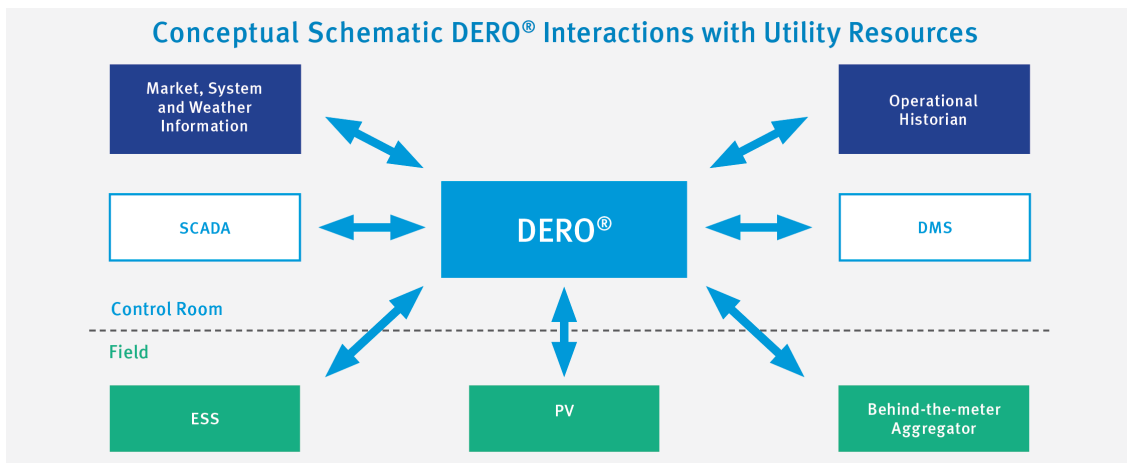 Conceptual Schematic DERO® Interactions with Utility Resources
Market, System
and Weather
Information
Operational
Historian
SCADA
DERO®
DMS
Control Room
Field
ESS
PV
Behind-the-meter
Aggregator